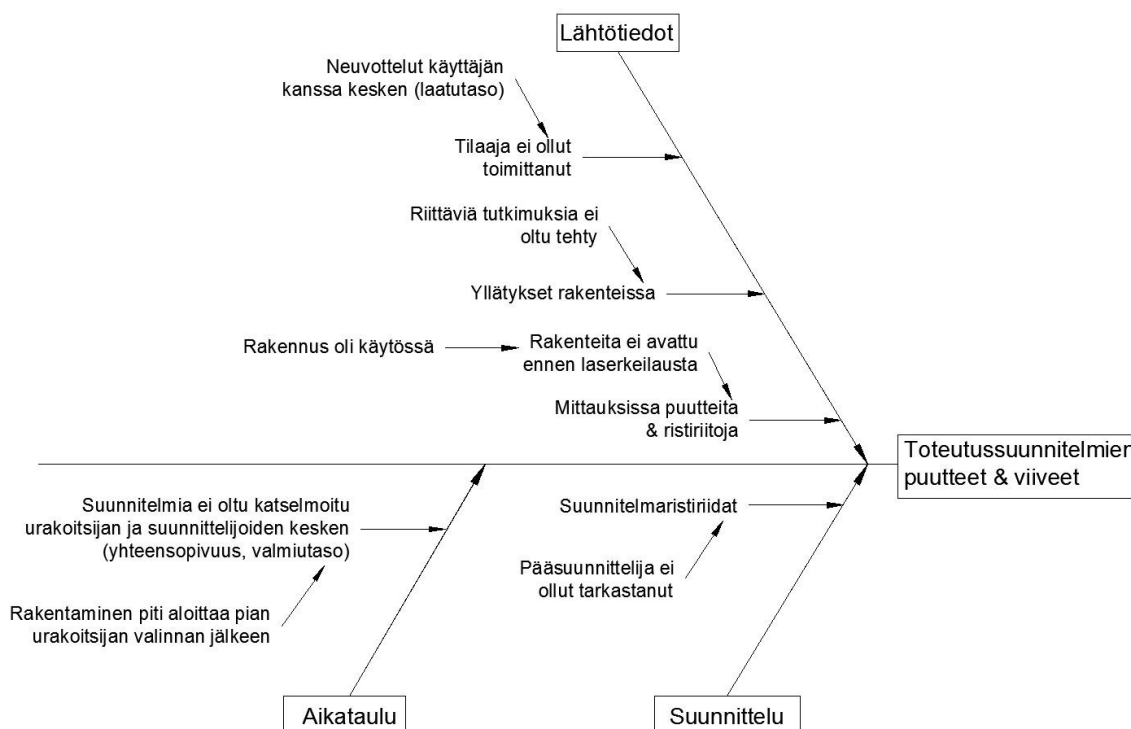 Lähtötiedot
Neuvottelut käyttäjän
kanssa kesken (laatutaso)
Tilaaja ei ollut
toimittanut
Riittäviä tutkimuksia ei
oltu tehty
Yllätykset rakenteissa
Rakennus oli käytössä
Rakenteita ei avattu
ennen laserkeilausta
Mittauksissa puutteita
& ristiriitoja
Toteutussuunnitelmien
puutteet & viiveet
Suunnitelmia ei oltu katselmoitu
urakoitsijan ja suunnittelijoiden kesken
(yhteensopivuus, valmiutaso)
Rakentaminen piti aloittaa pian
urakoitsijan valinnan jälkeen
Suunnitelmaristiriidat
Pääsuunnittelija ei
ollut tarkastanut
Aikataulu
Suunnittelu